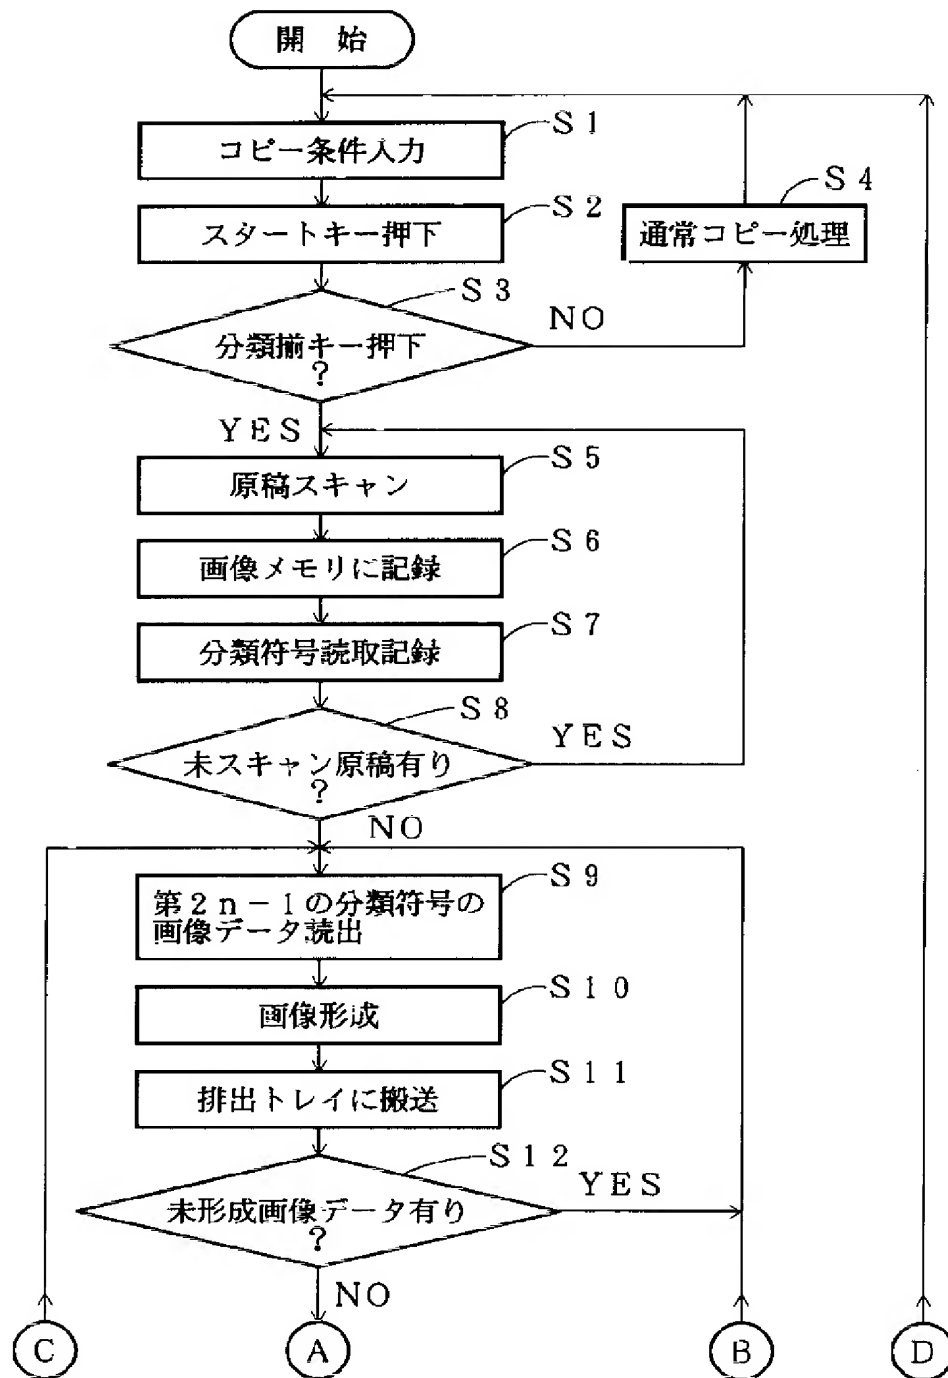 開 始
S1
コピー条件入力
S2
スタートキー押下
S4
通常コピー処理
S3
分類揃キー押下
?
NO
YES
S5
原稿スキャン
S6
画像メモリに記録
S7
分類符号読取記録
S8
未スキャン原稿有り
?
YES
NO
S9
第2n-1の分類符号の
画像データ読出
S10
画像形成
S11
排出トレイに搬送
S12
未形成画像データ有り
?
YES
NO
C
A
B
D